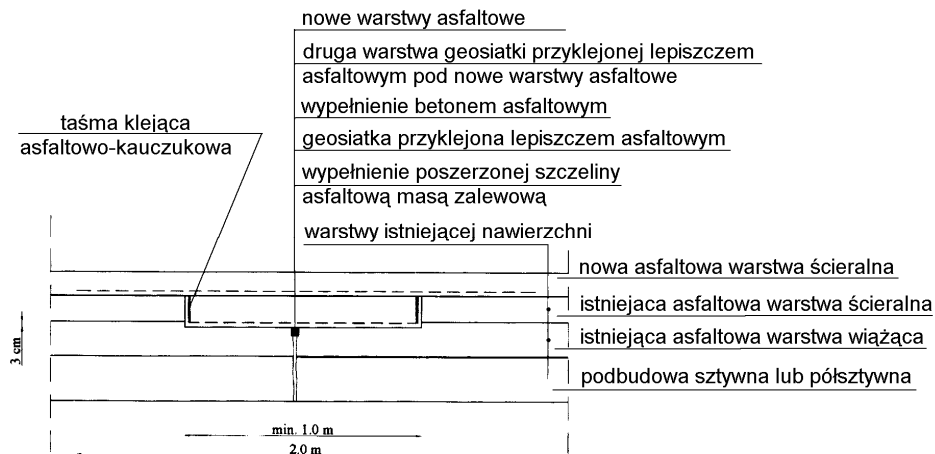 nowe warstwy asfaltowe
druga warstwa geosiatki przyklejonej lepiszczem
asfaltowym pod nowe warstwy asfaltowe
wypełnienie betonem asfaltowym
geosiatka przyklejona lepiszczem asfaltowym
wypełnienie poszerzonej szczeliny
asfaltową masą zalewową
warstwy istniejącej nawierzchni
taśma klejąca
asfaltowo-kauczukowa
nowa asfaltowa warstwa ścieralna
istniejaca asfaltowa warstwa ścieralna
istniejąca asfaltowa warstwa wiążąca
podbudowa sztywna lub półsztywna
3 cm
min. 1.0 m
2.0 m